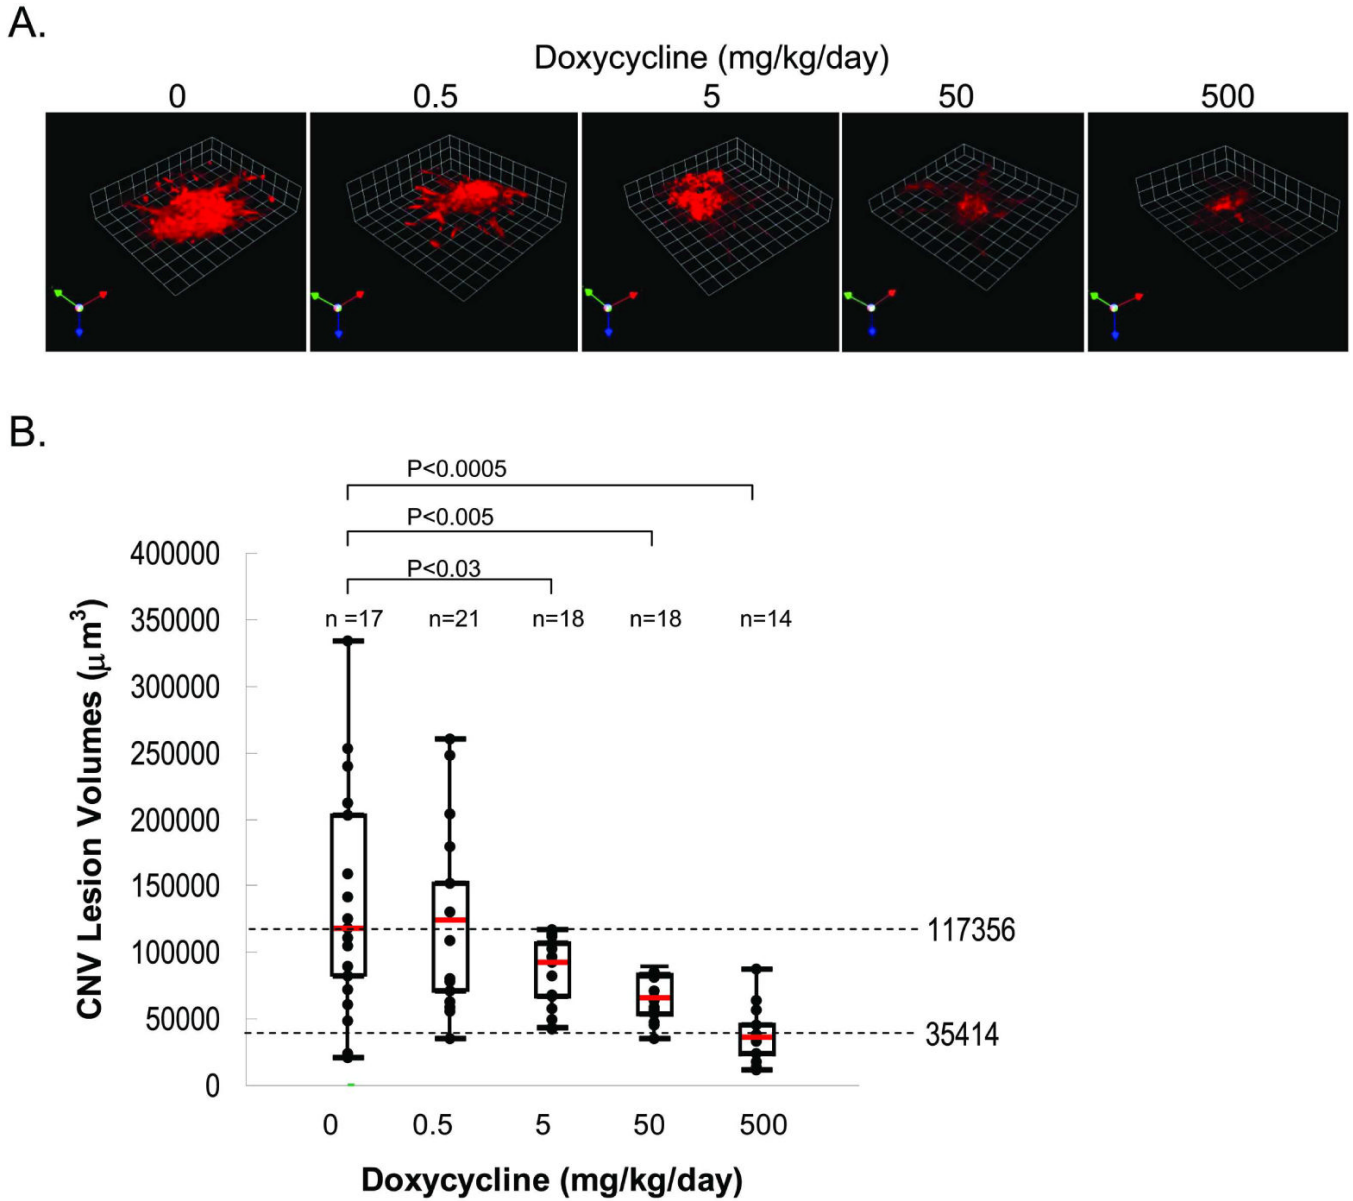 A.
Doxycycline (mg/kg/day)
0 0.5 5 50 500
B.
P<0.0005
P<0.005
P<0.03
n =17 n=21 n=18 n=18 n=14
CNV Lesion Volumes (μm³)
400000
350000
300000
250000
200000
150000
100000
50000
0
117356
35414
0 0.5 5 50 500
Doxycycline (mg/kg/day)